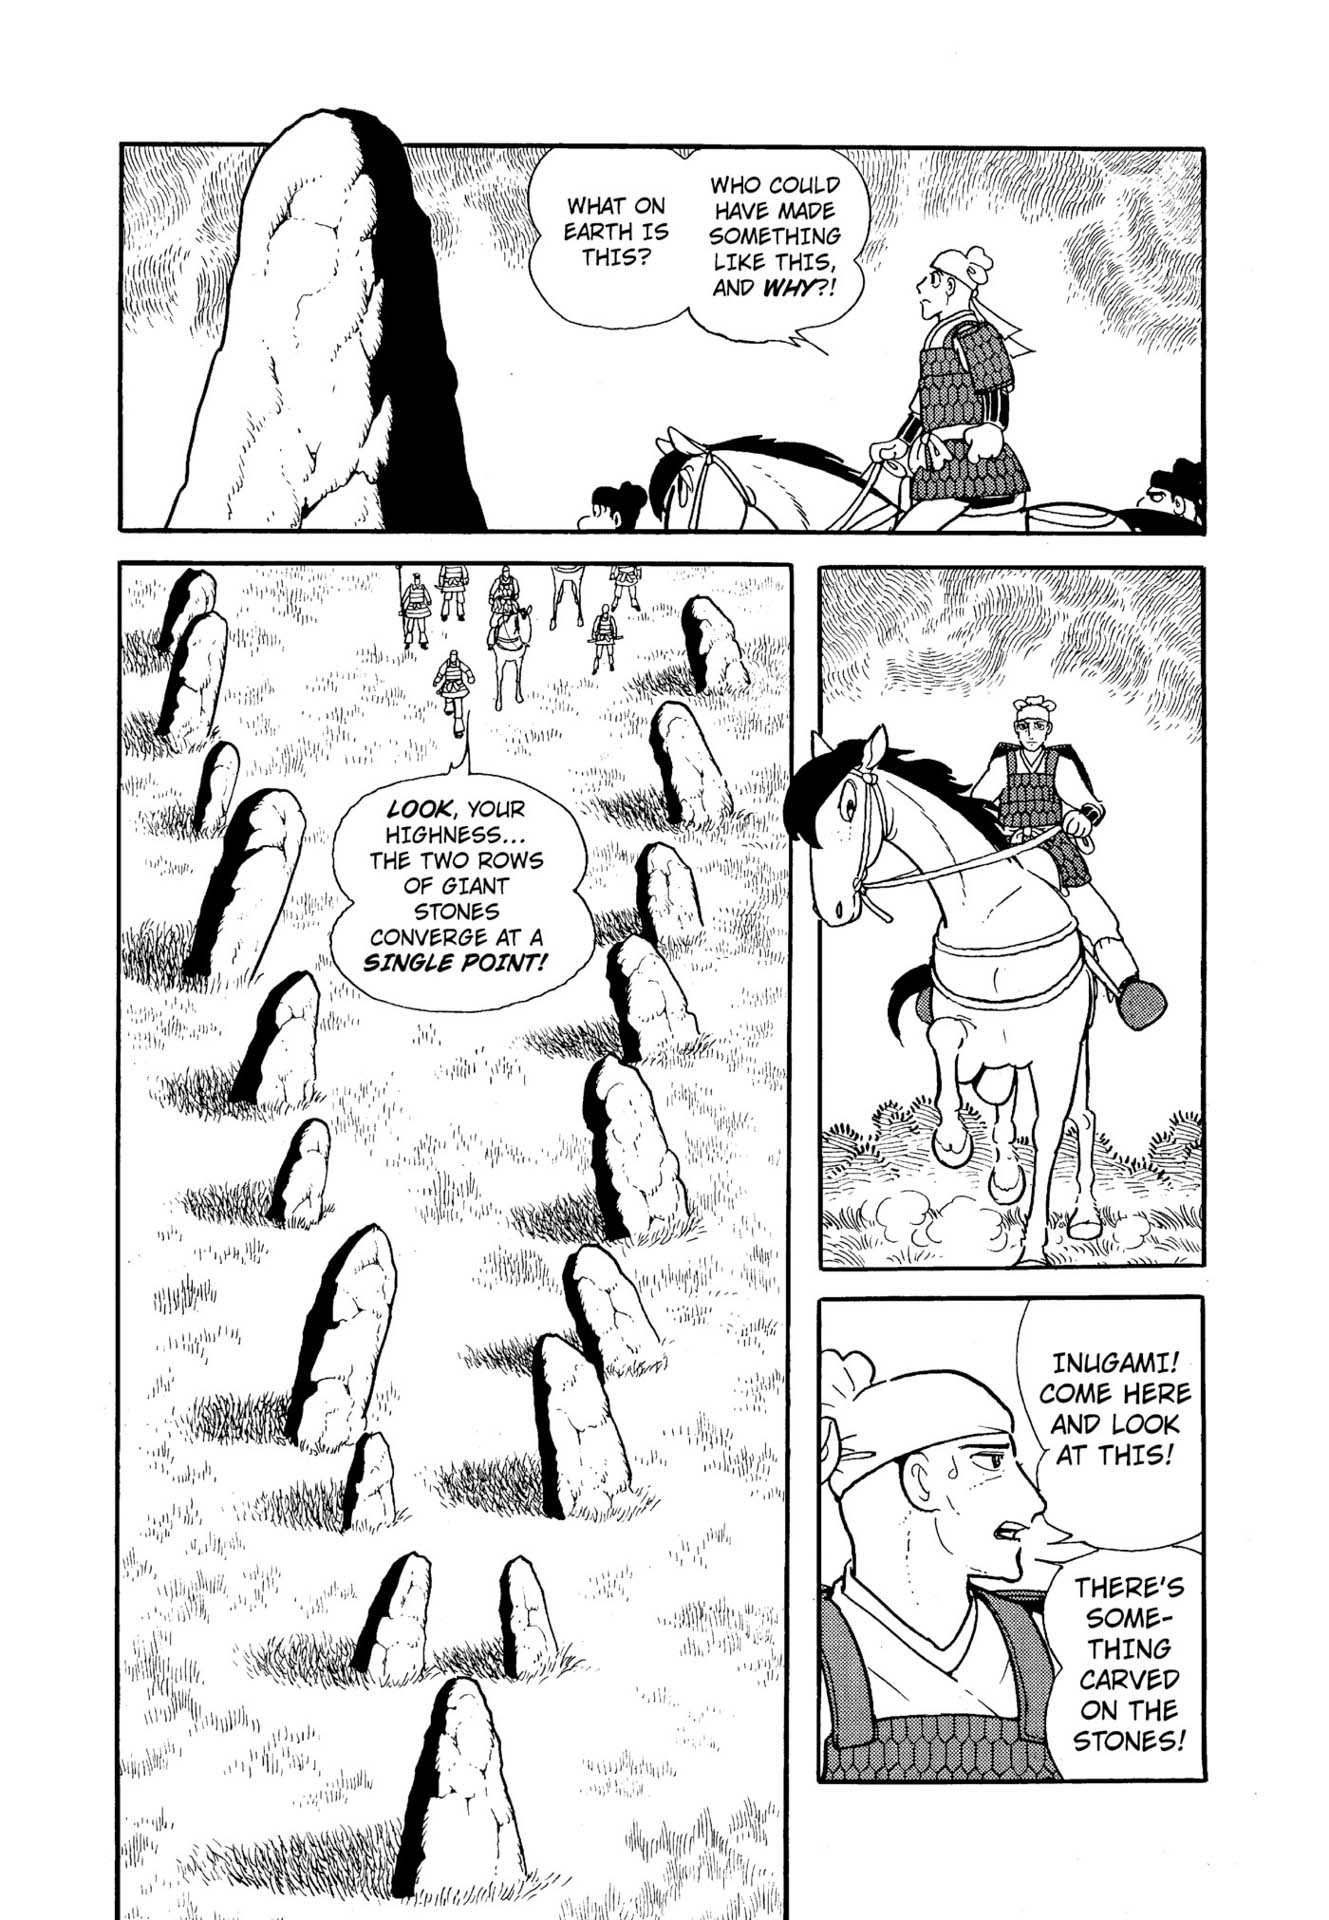 WHO COULD
HAVE MADE
SOMETHING
LIKE THIS,
AND WHY?!
WHAT ON
EARTH IS
THIS?
INUGAMI!
COME HERE
AND LOOK
AT THIS!
THERE'S
SOME-
THING
CARVED
ON THE
STONES!
LOOK, YOUR
HIGHNESS...
THE TWO ROWS
OF GIANT
STONES
CONVERGE AT A
SINGLE POINT!